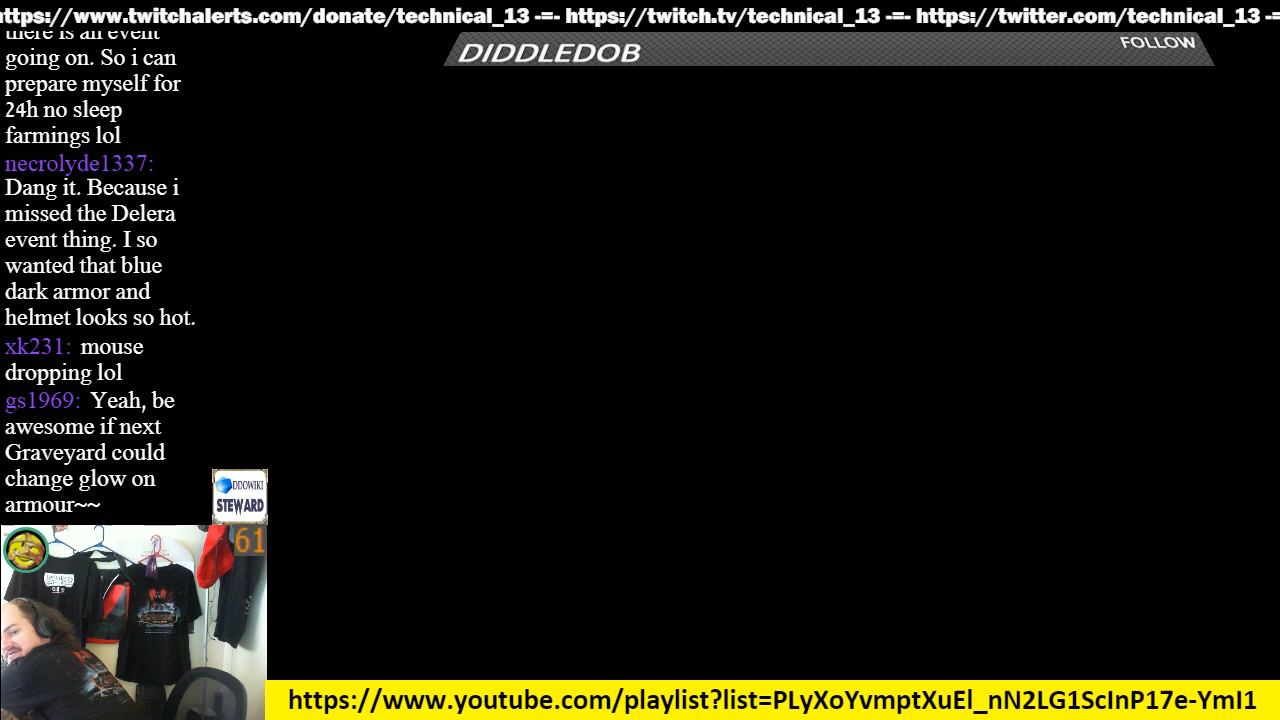 https://www.twitchalerts.com/donate/technical_13 -=- https://twitch.tv/technical_13 -=- https://twitter.com/technical_13 -=
DIDDLEDOB
FOLLOW
there is an event
going on. So i can
prepare myself for
24h no sleep
farmings lol
necrolyde1337:
Dang it. Because i
missed the Delera
event thing. I so
wanted that blue
dark armor and
helmet looks so hot.
xk231: mouse
dropping lol
gs1969: Yeah, be
awesome if next
Graveyard could
change glow on
armour~~
DDOWIKI
STEWARD
61
https://www.youtube.com/playlist?list=PLyXoYvmptXuEl_nN2LG1ScInP17e-YmI1